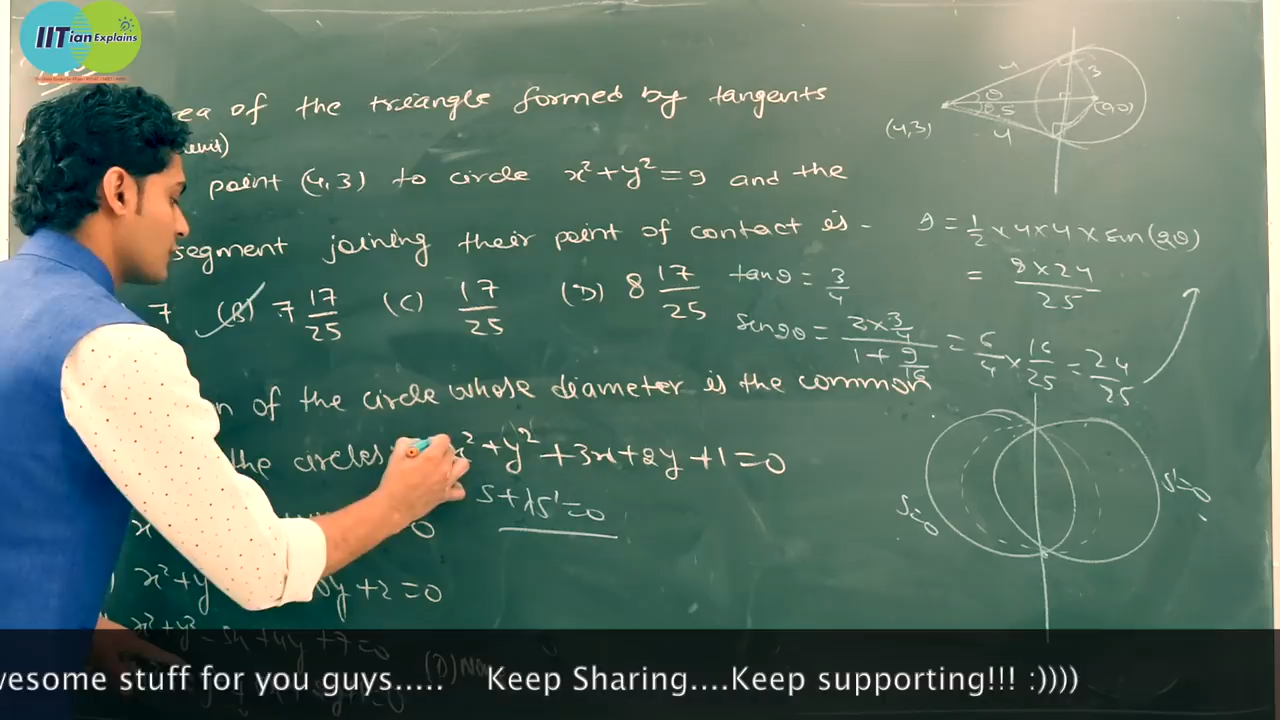 IITian Explains
ea of the triangle formed by tangents
point (4,3) to circle x²+y²=9 and the
segment joining their point of contact is -
7 (B) 7 17/25 (C) 17/25 (D) 8 17/25
n of the circle whose diameter is the common
the circles x²+y²+3x+2y+1=0
S+λS'=0
0
x²+y y+2=0
x²+y² - 3x+4y+7=0
(D)
4
3
θ
θ 5
(0,0)
(4,3)
4
Δ = 1/2 × 4 × 4 × sin(2θ)
= 8×24/25
tanθ = 3/4
sin2θ = 2×3/4 / 1+9/16 = 6/4 × 16/25 = 24/25
S=0
S'=0
wesome stuff for you guys..... Keep Sharing....Keep supporting!!! :))))